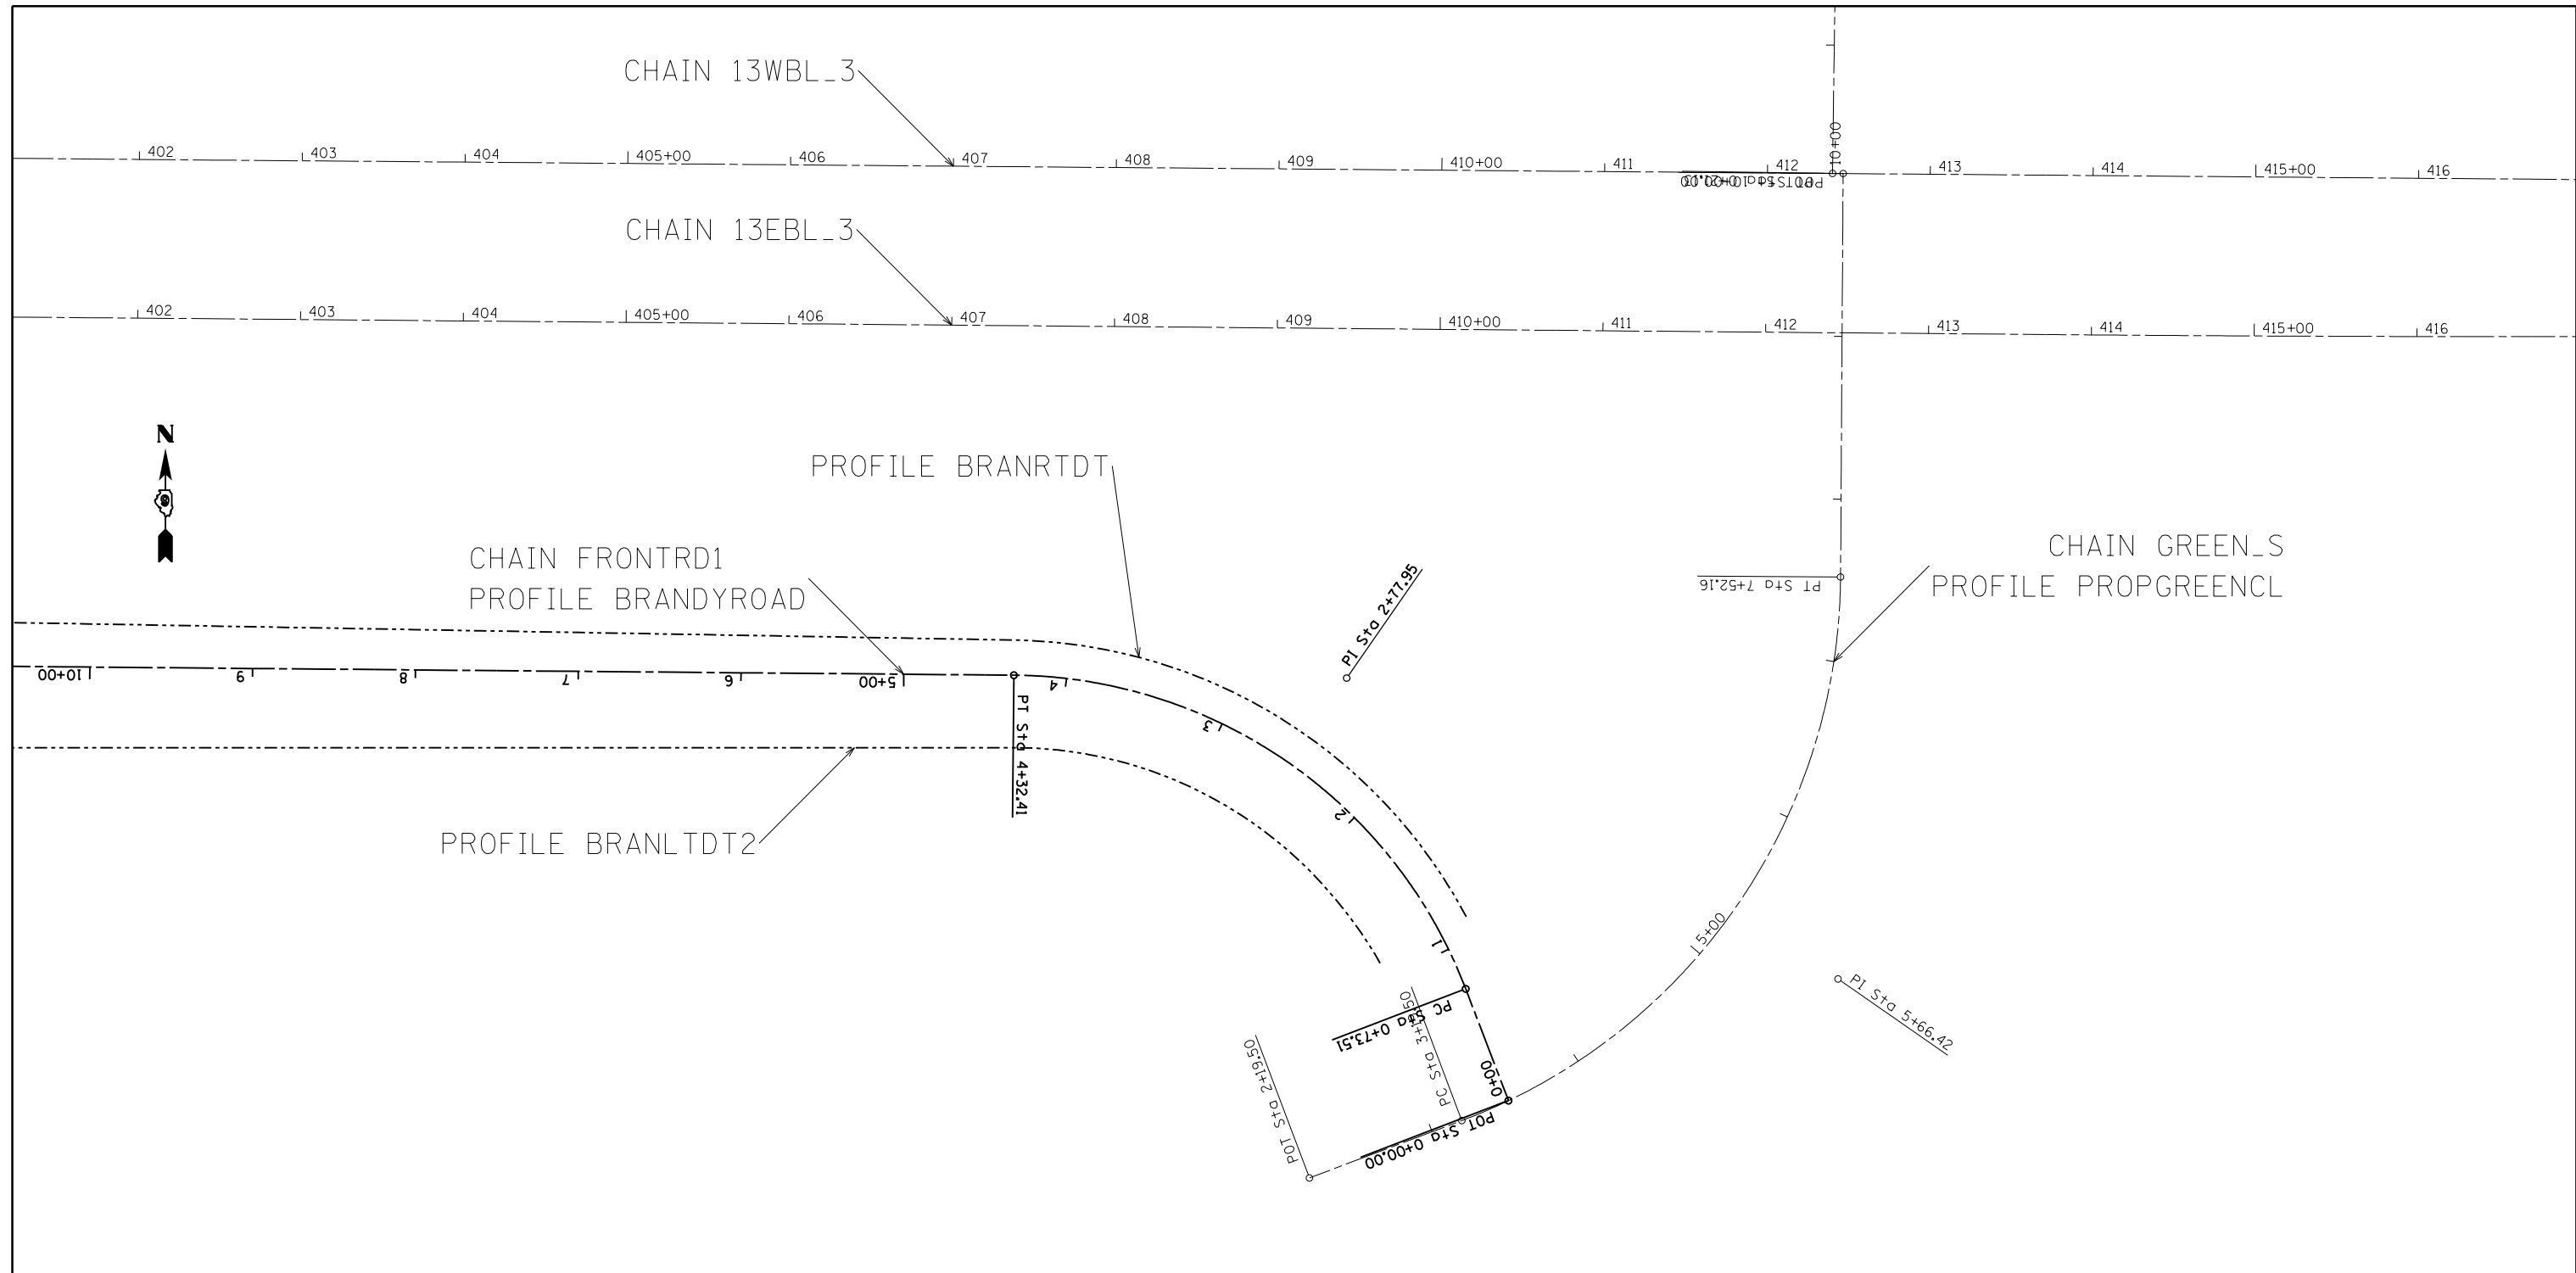 CHAIN 13WBL_3
10+00
402 403 404 405+00 406 407 408 409 410+00 411 412 413 414 415+00 416
CHAIN 13EBL_3
402 403 404 405+00 406 407 408 409 410+00 411 412 413 414 415+00 416
N
PROFILE BRANRTDT
CHAIN FRONTRD1
PROFILE BRANDYROAD
PI Sta 2+77.95
PT Sta 7+52.16
CHAIN GREEN_S
PROFILE PROPGREENCL
10+00 9 8 7 6 5+00 4 3 2 1
PT Sta 4+32.41
PROFILE BRANLTDT2
5+00
PI Sta 5+66.42
PC Sta 0+73.51
PC Sta
POT Sta 2+19.50
0+00
POT Sta 0+00.00